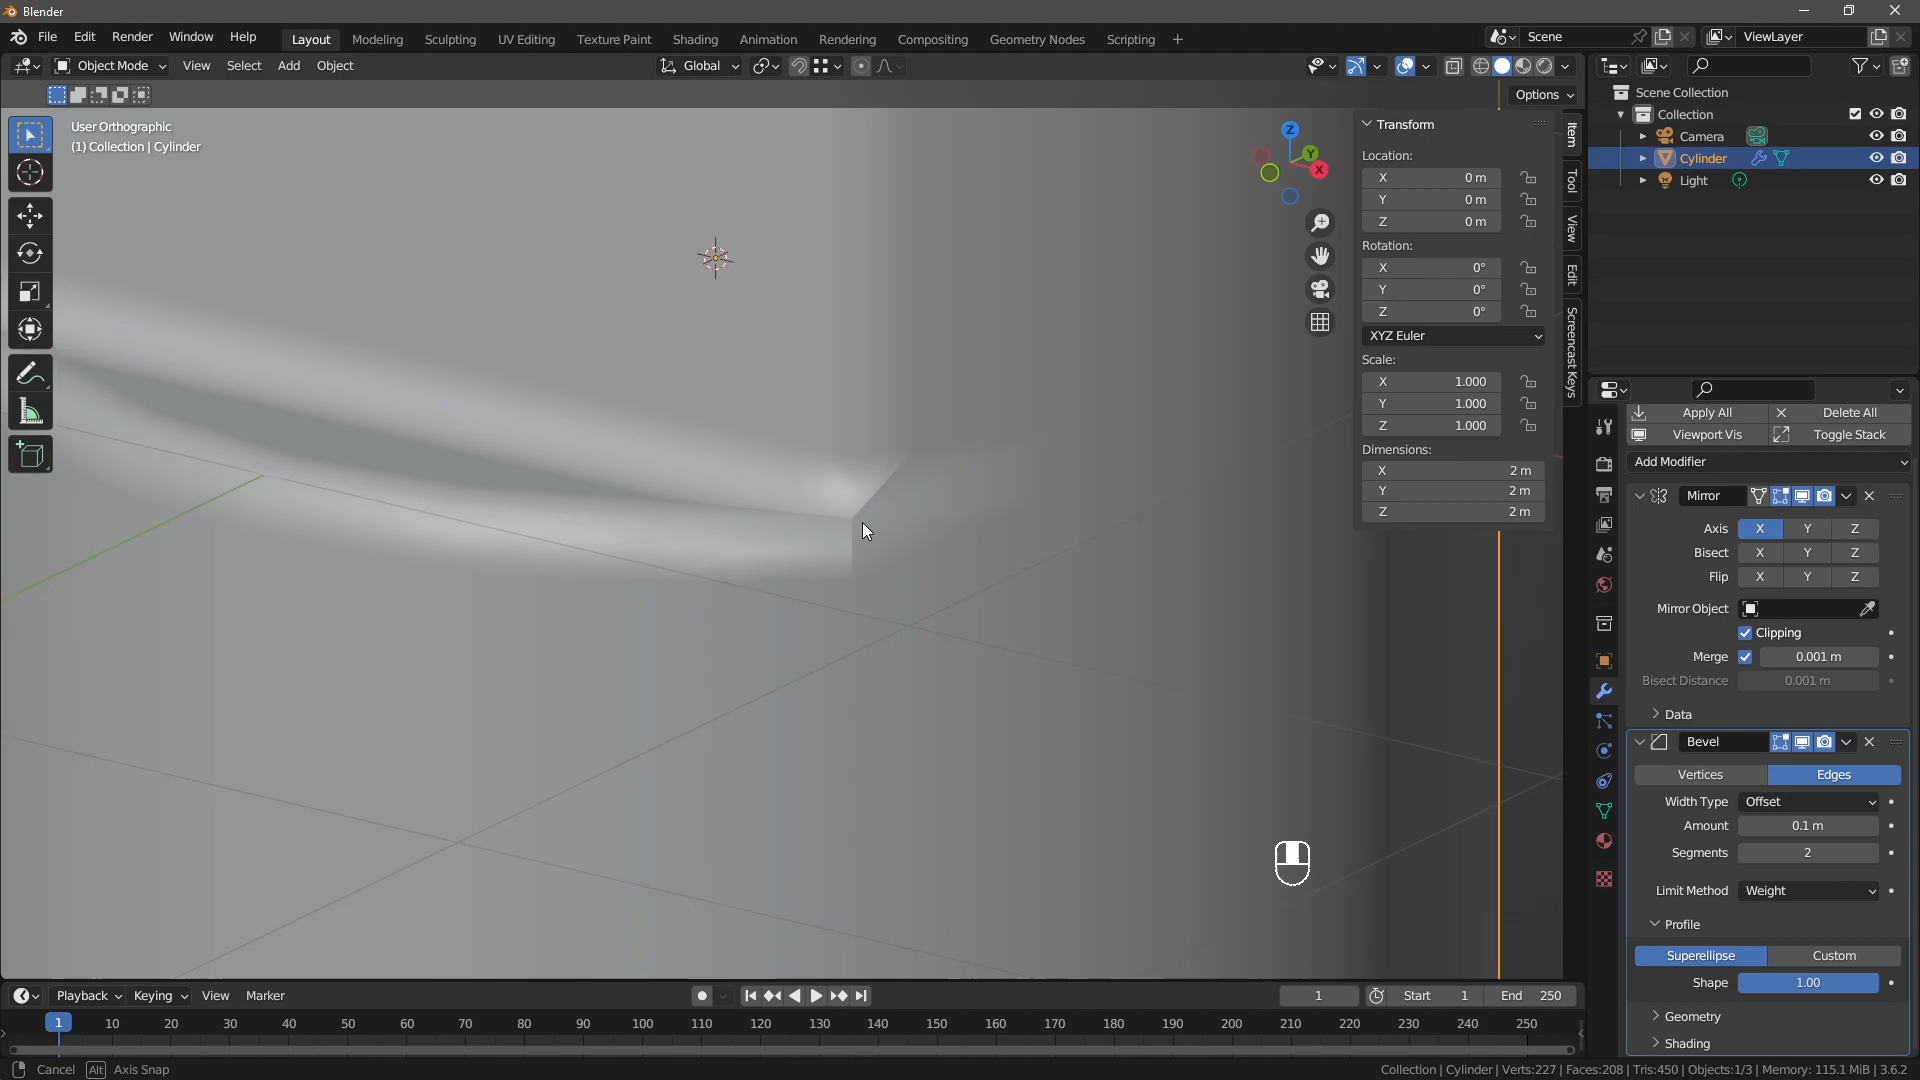 Blender
File Edit Render Window Help
Layout Modeling Sculpting UV Editing Texture Paint Shading Animation Rendering Compositing Geometry Nodes Scripting
Scene
ViewLayer
Object Mode View Select Add Object
Global
Options
User Orthographic
(1) Collection | Cylinder
Z
Y
X
Transform
Location:
X 0 m
Y 0 m
Z 0 m
Rotation:
X 0°
Y 0°
Z 0°
XYZ Euler
Scale:
X 1.000
Y 1.000
Z 1.000
Dimensions:
X 2 m
Y 2 m
Z 2 m
Item
Tool
View
Edit
Screencast Keys
Scene Collection
Collection
Camera
Cylinder
Light
Apply All Delete All
Viewport Vis Toggle Stack
Add Modifier
Mirror
Axis X Y Z
Bisect X Y Z
Flip X Y Z
Mirror Object
Clipping
Merge 0.001 m
Bisect Distance 0.001 m
Data
Bevel
Vertices Edges
Width Type Offset
Amount 0.1 m
Segments 2
Limit Method Weight
Profile
Superellipse Custom
Shape 1.00
Geometry
Shading
Playback Keying View Marker
1 Start 1 End 250
1 10 20 30 40 50 60 70 80 90 100 110 120 130 140 150 160 170 180 190 200 210 220 230 240 250
Cancel Alt Axis Snap
Collection | Cylinder | Verts:227 | Faces:208 | Tris:450 | Objects:1/3 | Memory: 115.1 MiB | 3.6.2